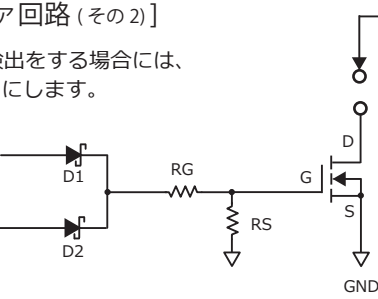 ア回路 (その2)]
検出をする場合には、
にします。
D
D1
RG
G
S
RS
D2
GND